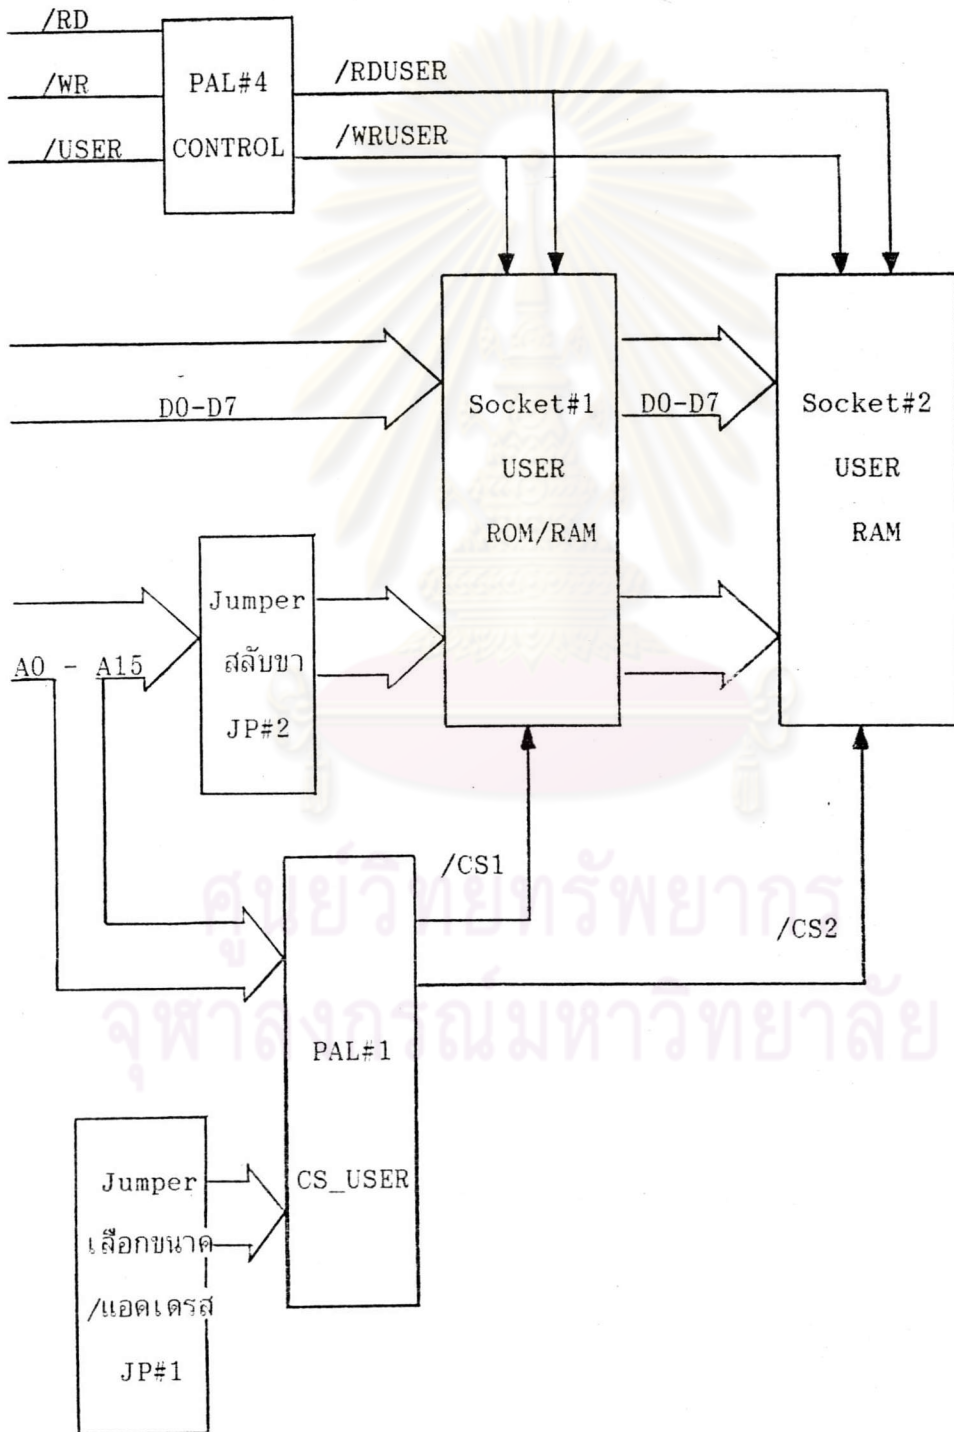 /RD
/WR
/USER
PAL#4
CONTROL
/RDUSER
/WRUSER
D0-D7
Socket#1
USER
ROM/RAM
D0-D7
Socket#2
USER
RAM
A0 - A15
Jumper
สลับขา
JP#2
/CS1
/CS2
PAL#1
CS_USER
Jumper
เลือกขนาด
/แอดเดรส
JP#1
ศูนย์วิทยทรัพยากร
จุฬาลงกรณ์มหาวิทยาลัย